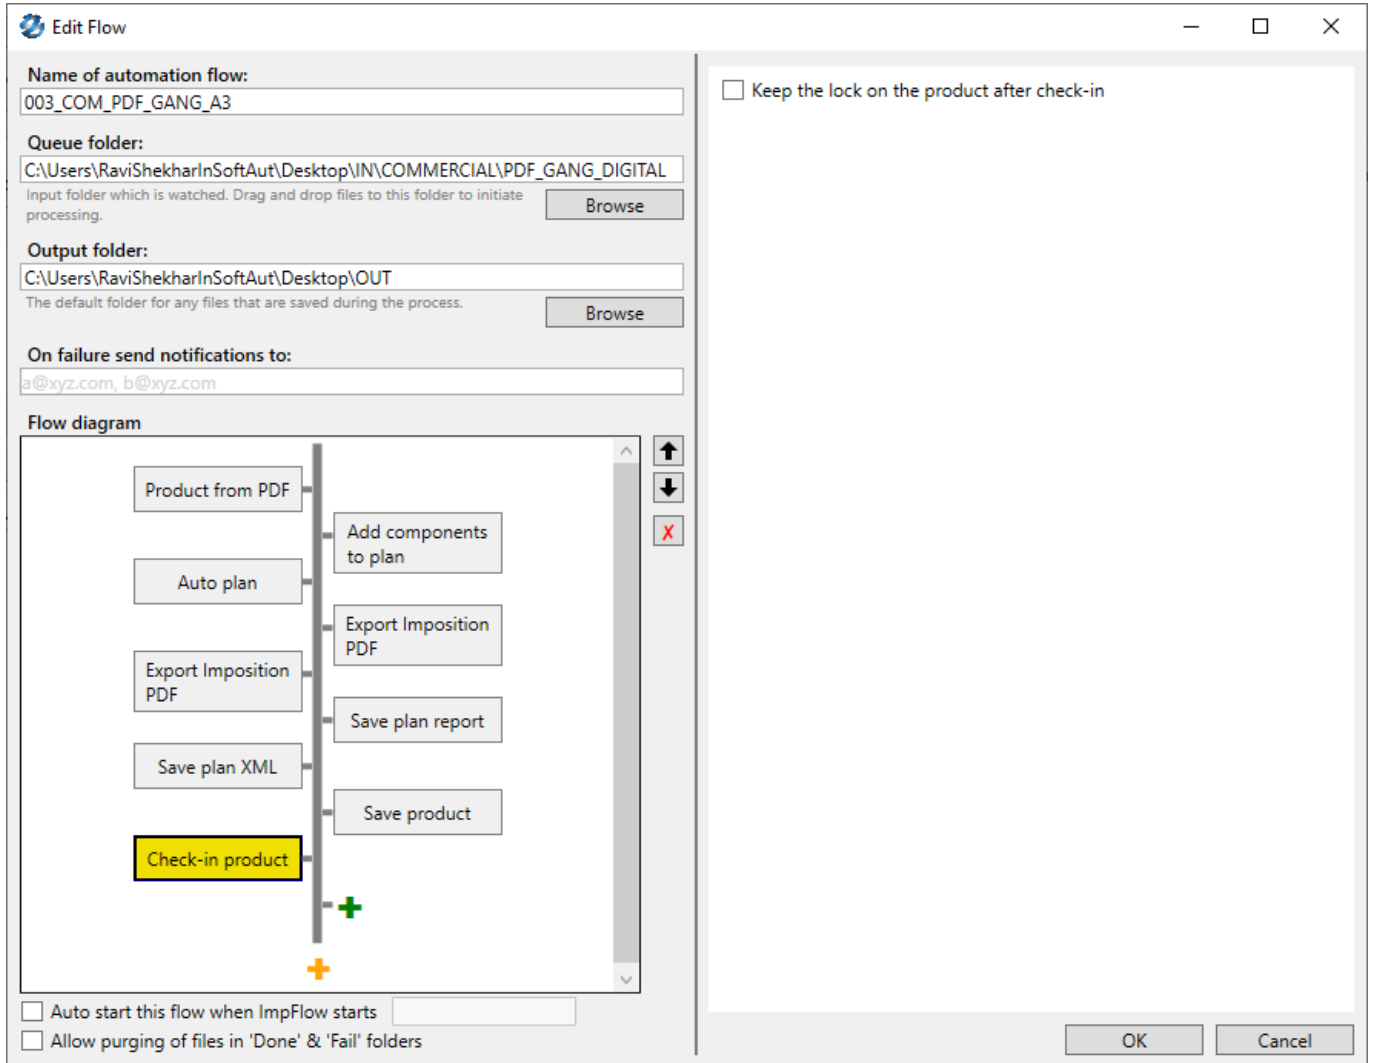 Edit Flow
Name of automation flow:
003_COM_PDF_GANG_A3
Queue folder:
C:\Users\RaviShekharInSoftAut\Desktop\IN\COMMERCIAL\PDF_GANG_DIGITAL
Input folder which is watched. Drag and drop files to this folder to initiate
processing.
Browse
Output folder:
C:\Users\RaviShekharInSoftAut\Desktop\OUT
The default folder for any files that are saved during the process.
Browse
On failure send notifications to:
a@xyz.com, b@xyz.com
Flow diagram
Product from PDF
Add components
to plan
Auto plan
Export Imposition
PDF
Export Imposition
PDF
Save plan report
Save plan XML
Save product
Check-in product
Auto start this flow when ImpFlow starts
Allow purging of files in 'Done' & 'Fail' folders
Keep the lock on the product after check-in
OK
Cancel